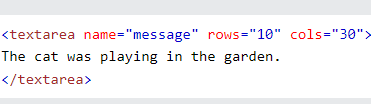 <textarea name="message" rows="10" cols="30">
The cat was playing in the garden.
</textarea>